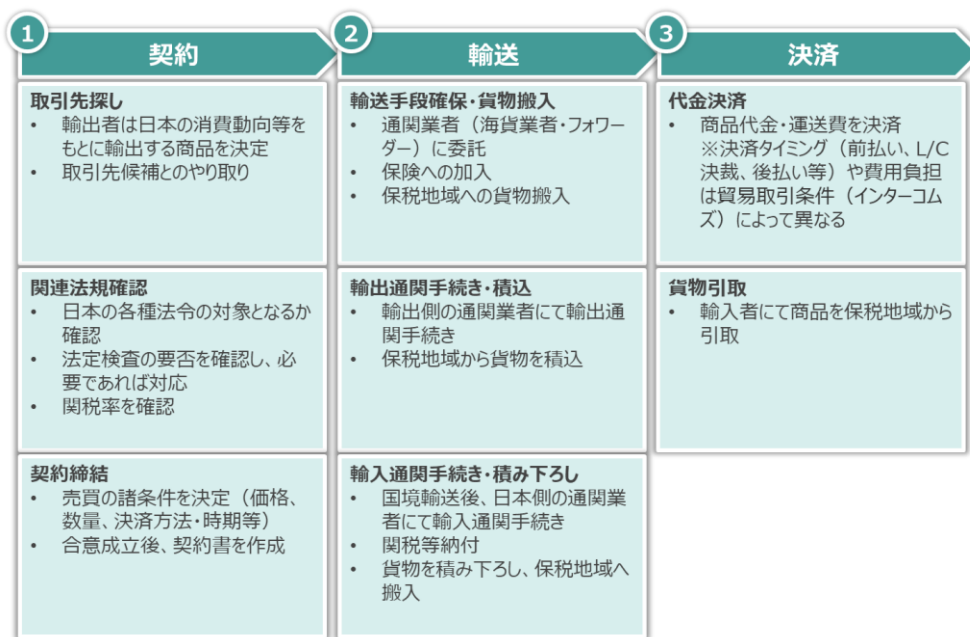 1
契約
取引先探し
• 輸出者は日本の消費動向等を
もとに輸出する商品を決定
• 取引先候補とのやり取り
関連法規確認
• 日本の各種法令の対象となるか
確認
• 法定検査の要否を確認し、必
要であれば対応
• 関税率を確認
契約締結
• 売買の諸条件を決定（価格、
数量、決済方法・時期等）
• 合意成立後、契約書を作成
2
輸送
輸送手段確保・貨物搬入
• 通関業者（海貨業者・フォワー
ダー）に委託
• 保険への加入
• 保税地域への貨物搬入
輸出通関手続き・積込
• 輸出側の通関業者にて輸出通
関手続き
• 保税地域から貨物を積込
輸入通関手続き・積み下ろし
• 国境輸送後、日本側の通関業
者にて輸入通関手続き
• 関税等納付
• 貨物を積み下ろし、保税地域へ
搬入
3
決済
代金決済
• 商品代金・運送費を決済
※決済タイミング（前払い、L/C
決裁、後払い等）や費用負担
は貿易取引条件（インターコム
ズ）によって異なる
貨物引取
• 輸入者にて商品を保税地域から
引取